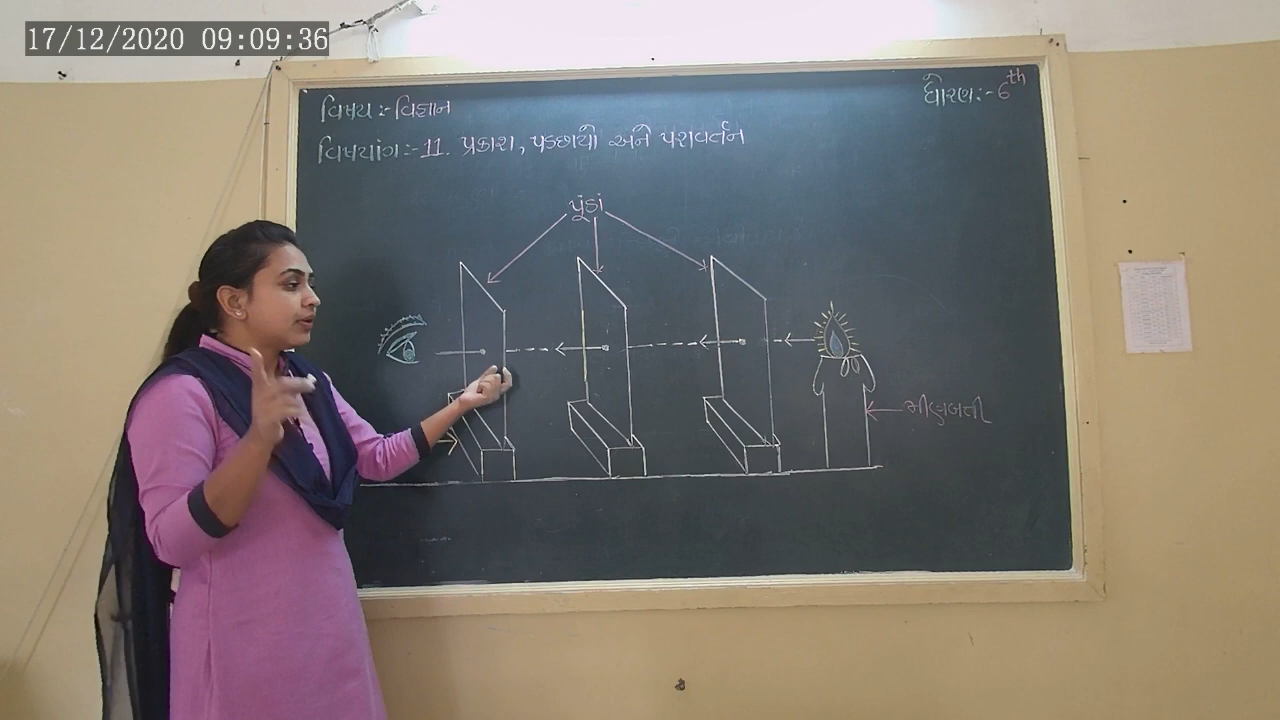 17/12/2020 09:09:36
વિષય :- વિજ્ઞાન
ધોરણ:- 6th
વિષયાંગ:- 11. પ્રકાશ, પડછાયો અને પરાવર્તન
પૂંઠાં
મીણબતી